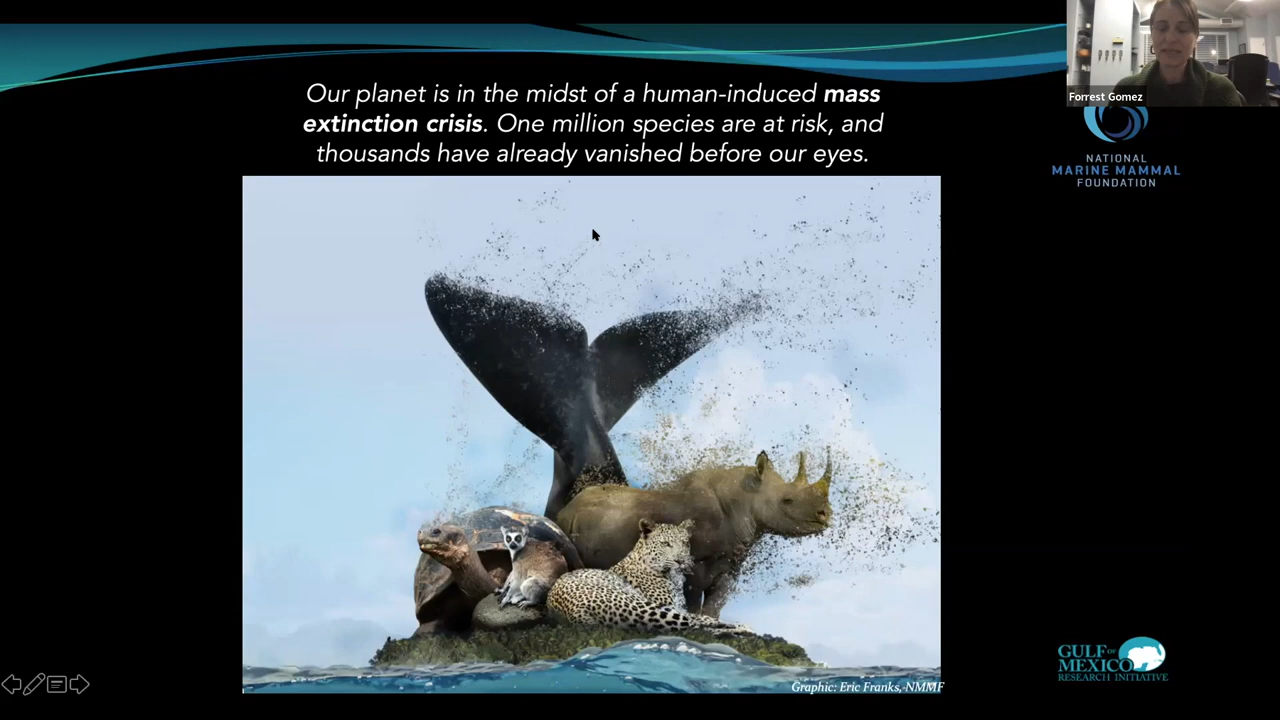 Our planet is in the midst of a human-induced mass
extinction crisis. One million species are at risk, and
thousands have already vanished before our eyes.
Forrest Gomez
NATIONAL
MARINE MAMMAL
FOUNDATION
GULF OF
MEXICO
RESEARCH INITIATIVE
Graphic: Eric Franks, NMMF